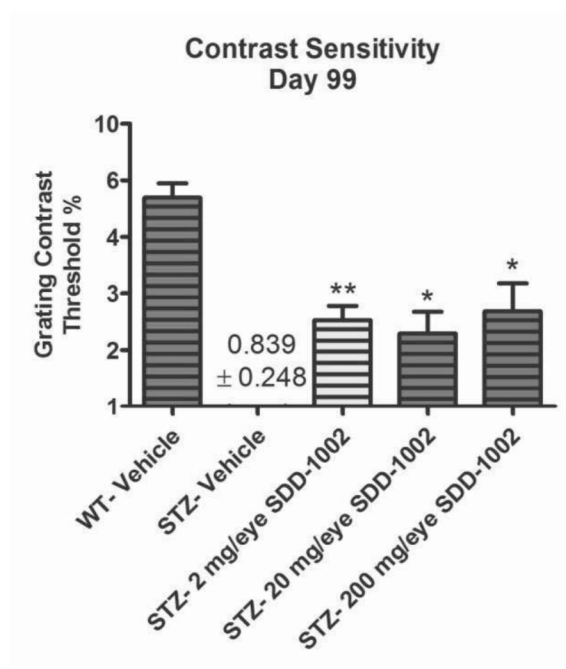 Contrast Sensitivity
Day 99
Grating Contrast
Threshold %
10
6
4
3
2
1
**
*
*
0.839
± 0.248
WT- Vehicle
STZ- Vehicle
STZ- 2 mg/eye SDD-1002
STZ- 20 mg/eye SDD-1002
STZ- 200 mg/eye SDD-1002